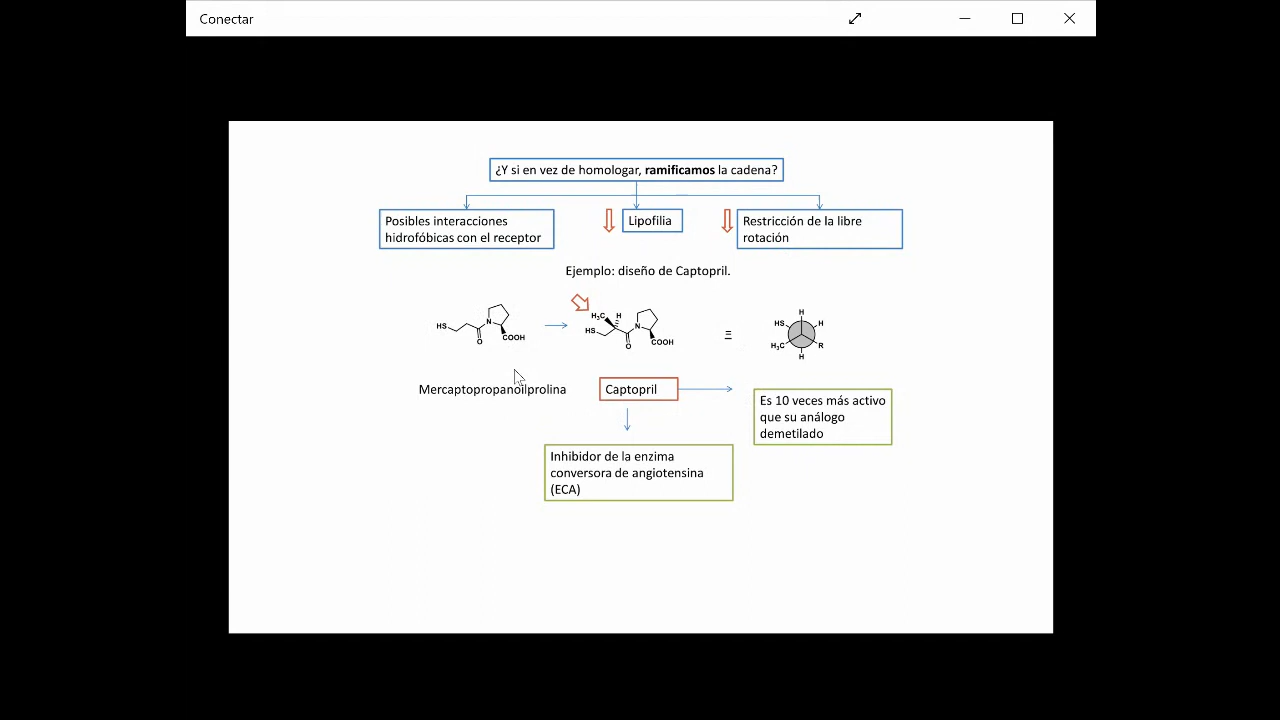 Conectar
¿Y si en vez de homologar, ramificamos la cadena?
Posibles interacciones
hidrofóbicas con el receptor
Lipofilia
Restricción de la libre
rotación
Ejemplo: diseño de Captopril.
HS
N
O
COOH
H₃C
H
HS
N
O
COOH
Ξ
H
HS
H
H₃C
R
H
Mercaptopropanoilprolina
Captopril
Es 10 veces más activo
que su análogo
demetilado
Inhibidor de la enzima
conversora de angiotensina
(ECA)